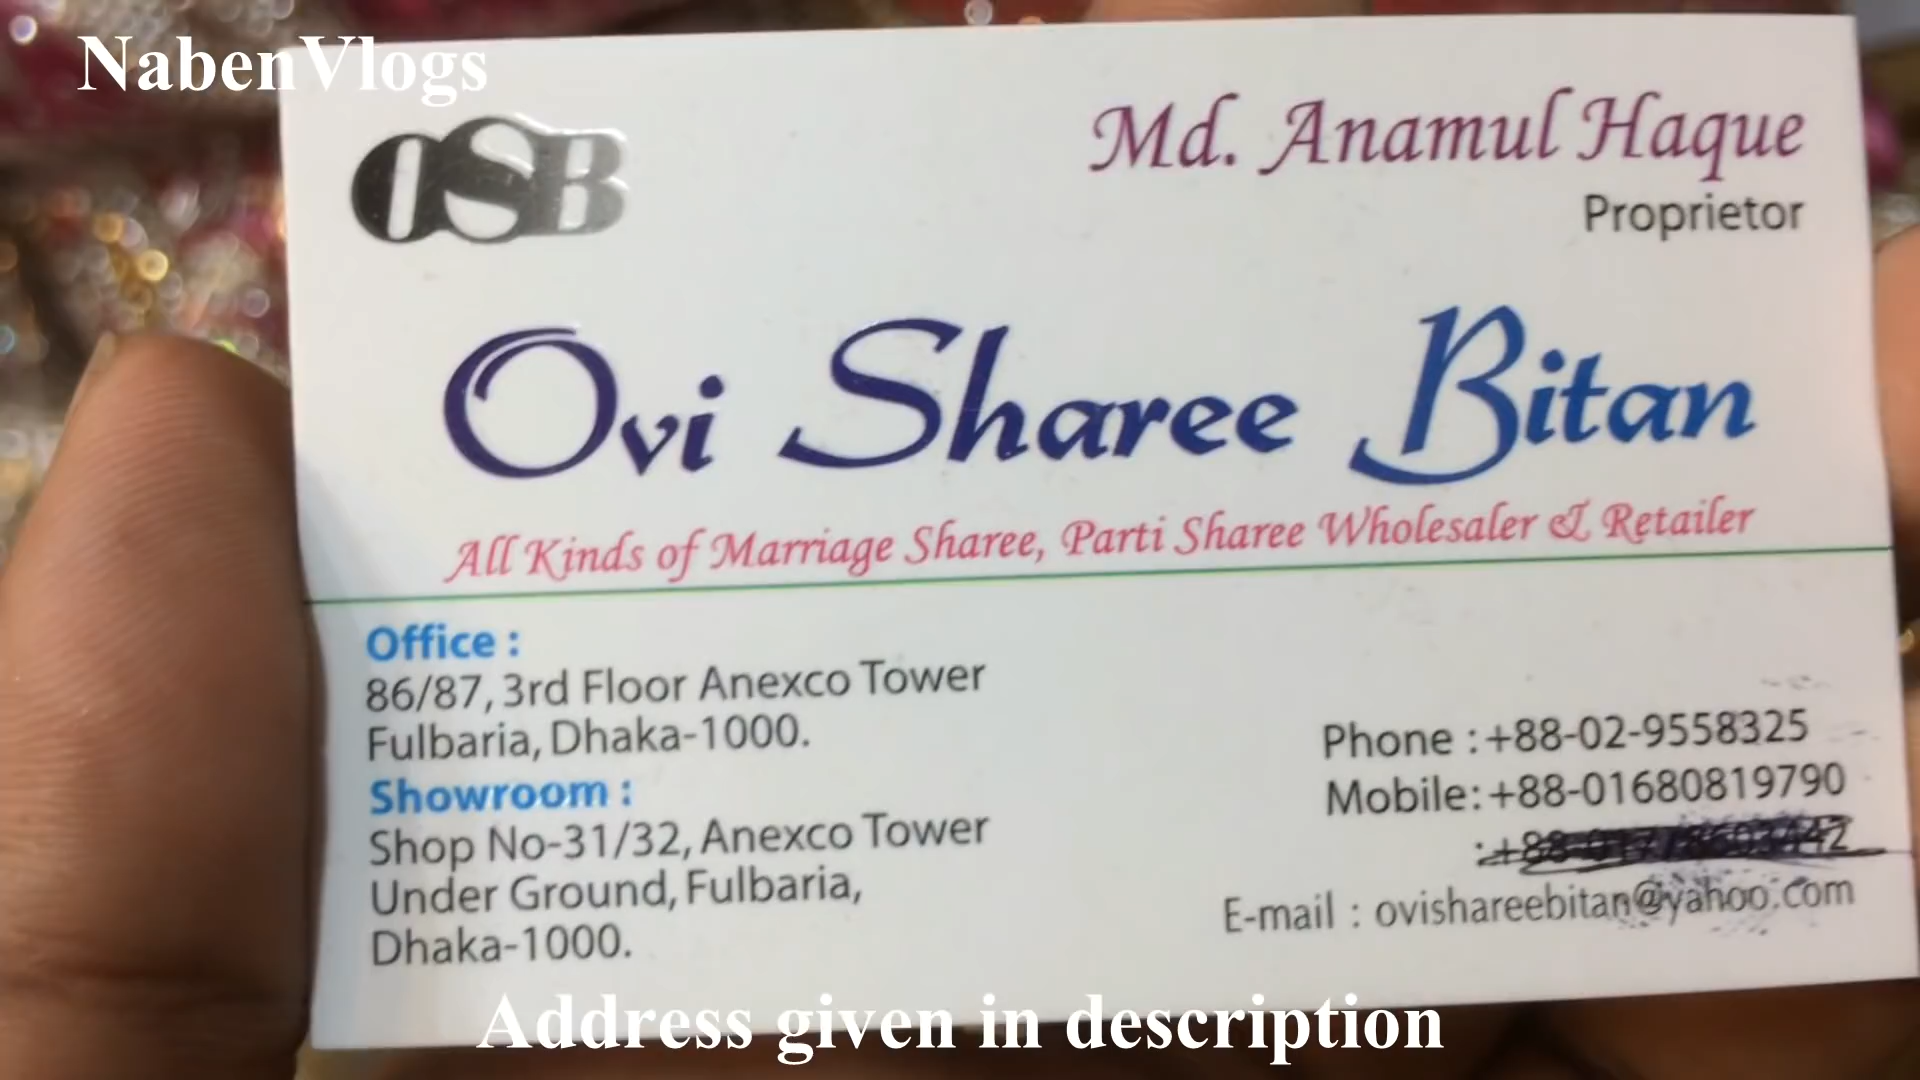 NabenVlogs
OSB
Md. Anamul Haque
Proprietor
Ovi Sharee Bitan
All Kinds of Marriage Sharee, Parti Sharee Wholesaler & Retailer
Office :
86/87, 3rd Floor Anexco Tower
Fulbaria, Dhaka-1000.
Showroom :
Shop No-31/32, Anexco Tower
Under Ground, Fulbaria,
Dhaka-1000.
Phone : +88-02-9558325
Mobile: +88-01680819790
E-mail : ovishareebitan@yahoo.com
Address given in description